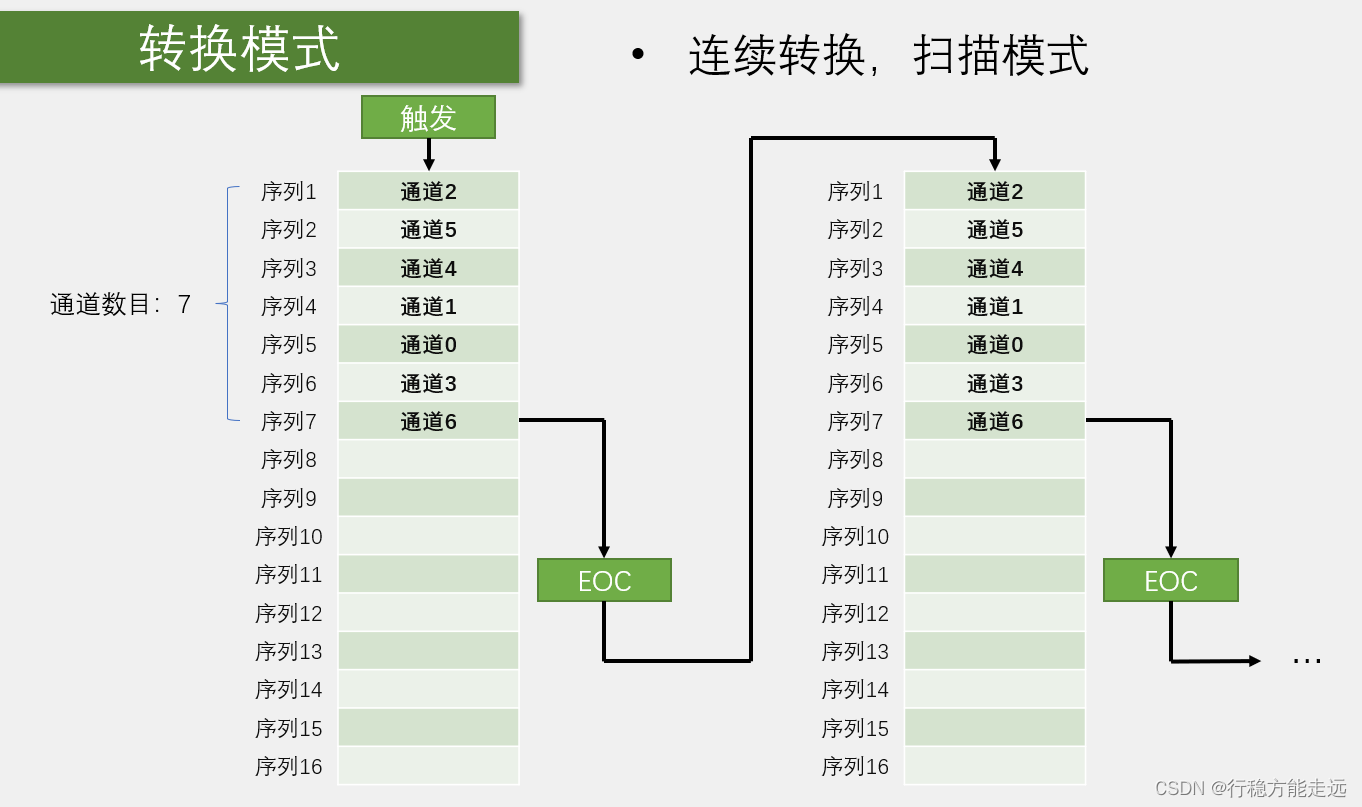 转换模式
• 连续转换，扫描模式
触发
通道数目：7
序列1 通道2
序列2 通道5
序列3 通道4
序列4 通道1
序列5 通道0
序列6 通道3
序列7 通道6
序列8
序列9
序列10
序列11
序列12
序列13
序列14
序列15
序列16
EOC
序列1 通道2
序列2 通道5
序列3 通道4
序列4 通道1
序列5 通道0
序列6 通道3
序列7 通道6
序列8
序列9
序列10
序列11
序列12
序列13
序列14
序列15
序列16
EOC
…
CSDN @行稳方能走远